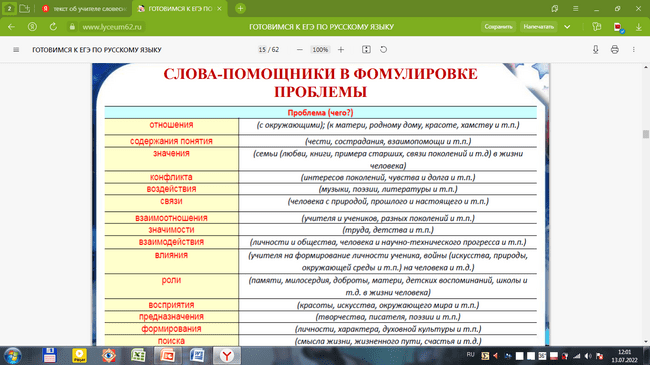 2
текст об учителе словесн
ГОТОВИМСЯ К ЕГЭ ПО
www.lyceum62.ru
ГОТОВИМСЯ К ЕГЭ ПО РУССКОМУ ЯЗЫКУ
Сохранить
Напечатать
ГОТОВИМСЯ К ЕГЭ ПО РУССКОМУ ЯЗЫКУ
15 / 62
100%
СЛОВА-ПОМОЩНИКИ В ФОМУЛИРОВКЕ
ПРОБЛЕМЫ
Проблема (чего?)
отношения (с окружающими); (к матери, родному дому, красоте, хамству и т.п.)
содержания понятия (чести, сострадания, взаимопомощи и т.п.)
значения (семьи (любви, книги, примера старших, связи поколений и т.д) в жизни
человека)
конфликта (интересов поколений, чувства и долга и т.п.)
воздействия (музыки, поэзии, литературы и т.п.)
связи (человека с природой, прошлого и настоящего и т.п.)
взаимоотношения (учителя и учеников, разных поколений и т.п.)
значимости (труда, детства и т.п.)
взаимодействия (личности и общества, человека и научно-технического прогресса и т.п.)
влияния (учителя на формирование личности ученика, войны (искусства, природы,
окружающей среды и т.п.) на человека и т.д.)
роли (памяти, милосердия, доброты, матери, детских воспоминаний, школы и
т.д. в жизни человека)
восприятия (красоты, искусства, окружающего мира и т.п.)
предназначения (творчества, писателя, поэзии и т.п.)
формирования (личности, характера, духовной культуры и т.п.)
поиска (смысла жизни, жизненного пути, счастья и т.д.)
RU
36°
12:01
13.07.2022